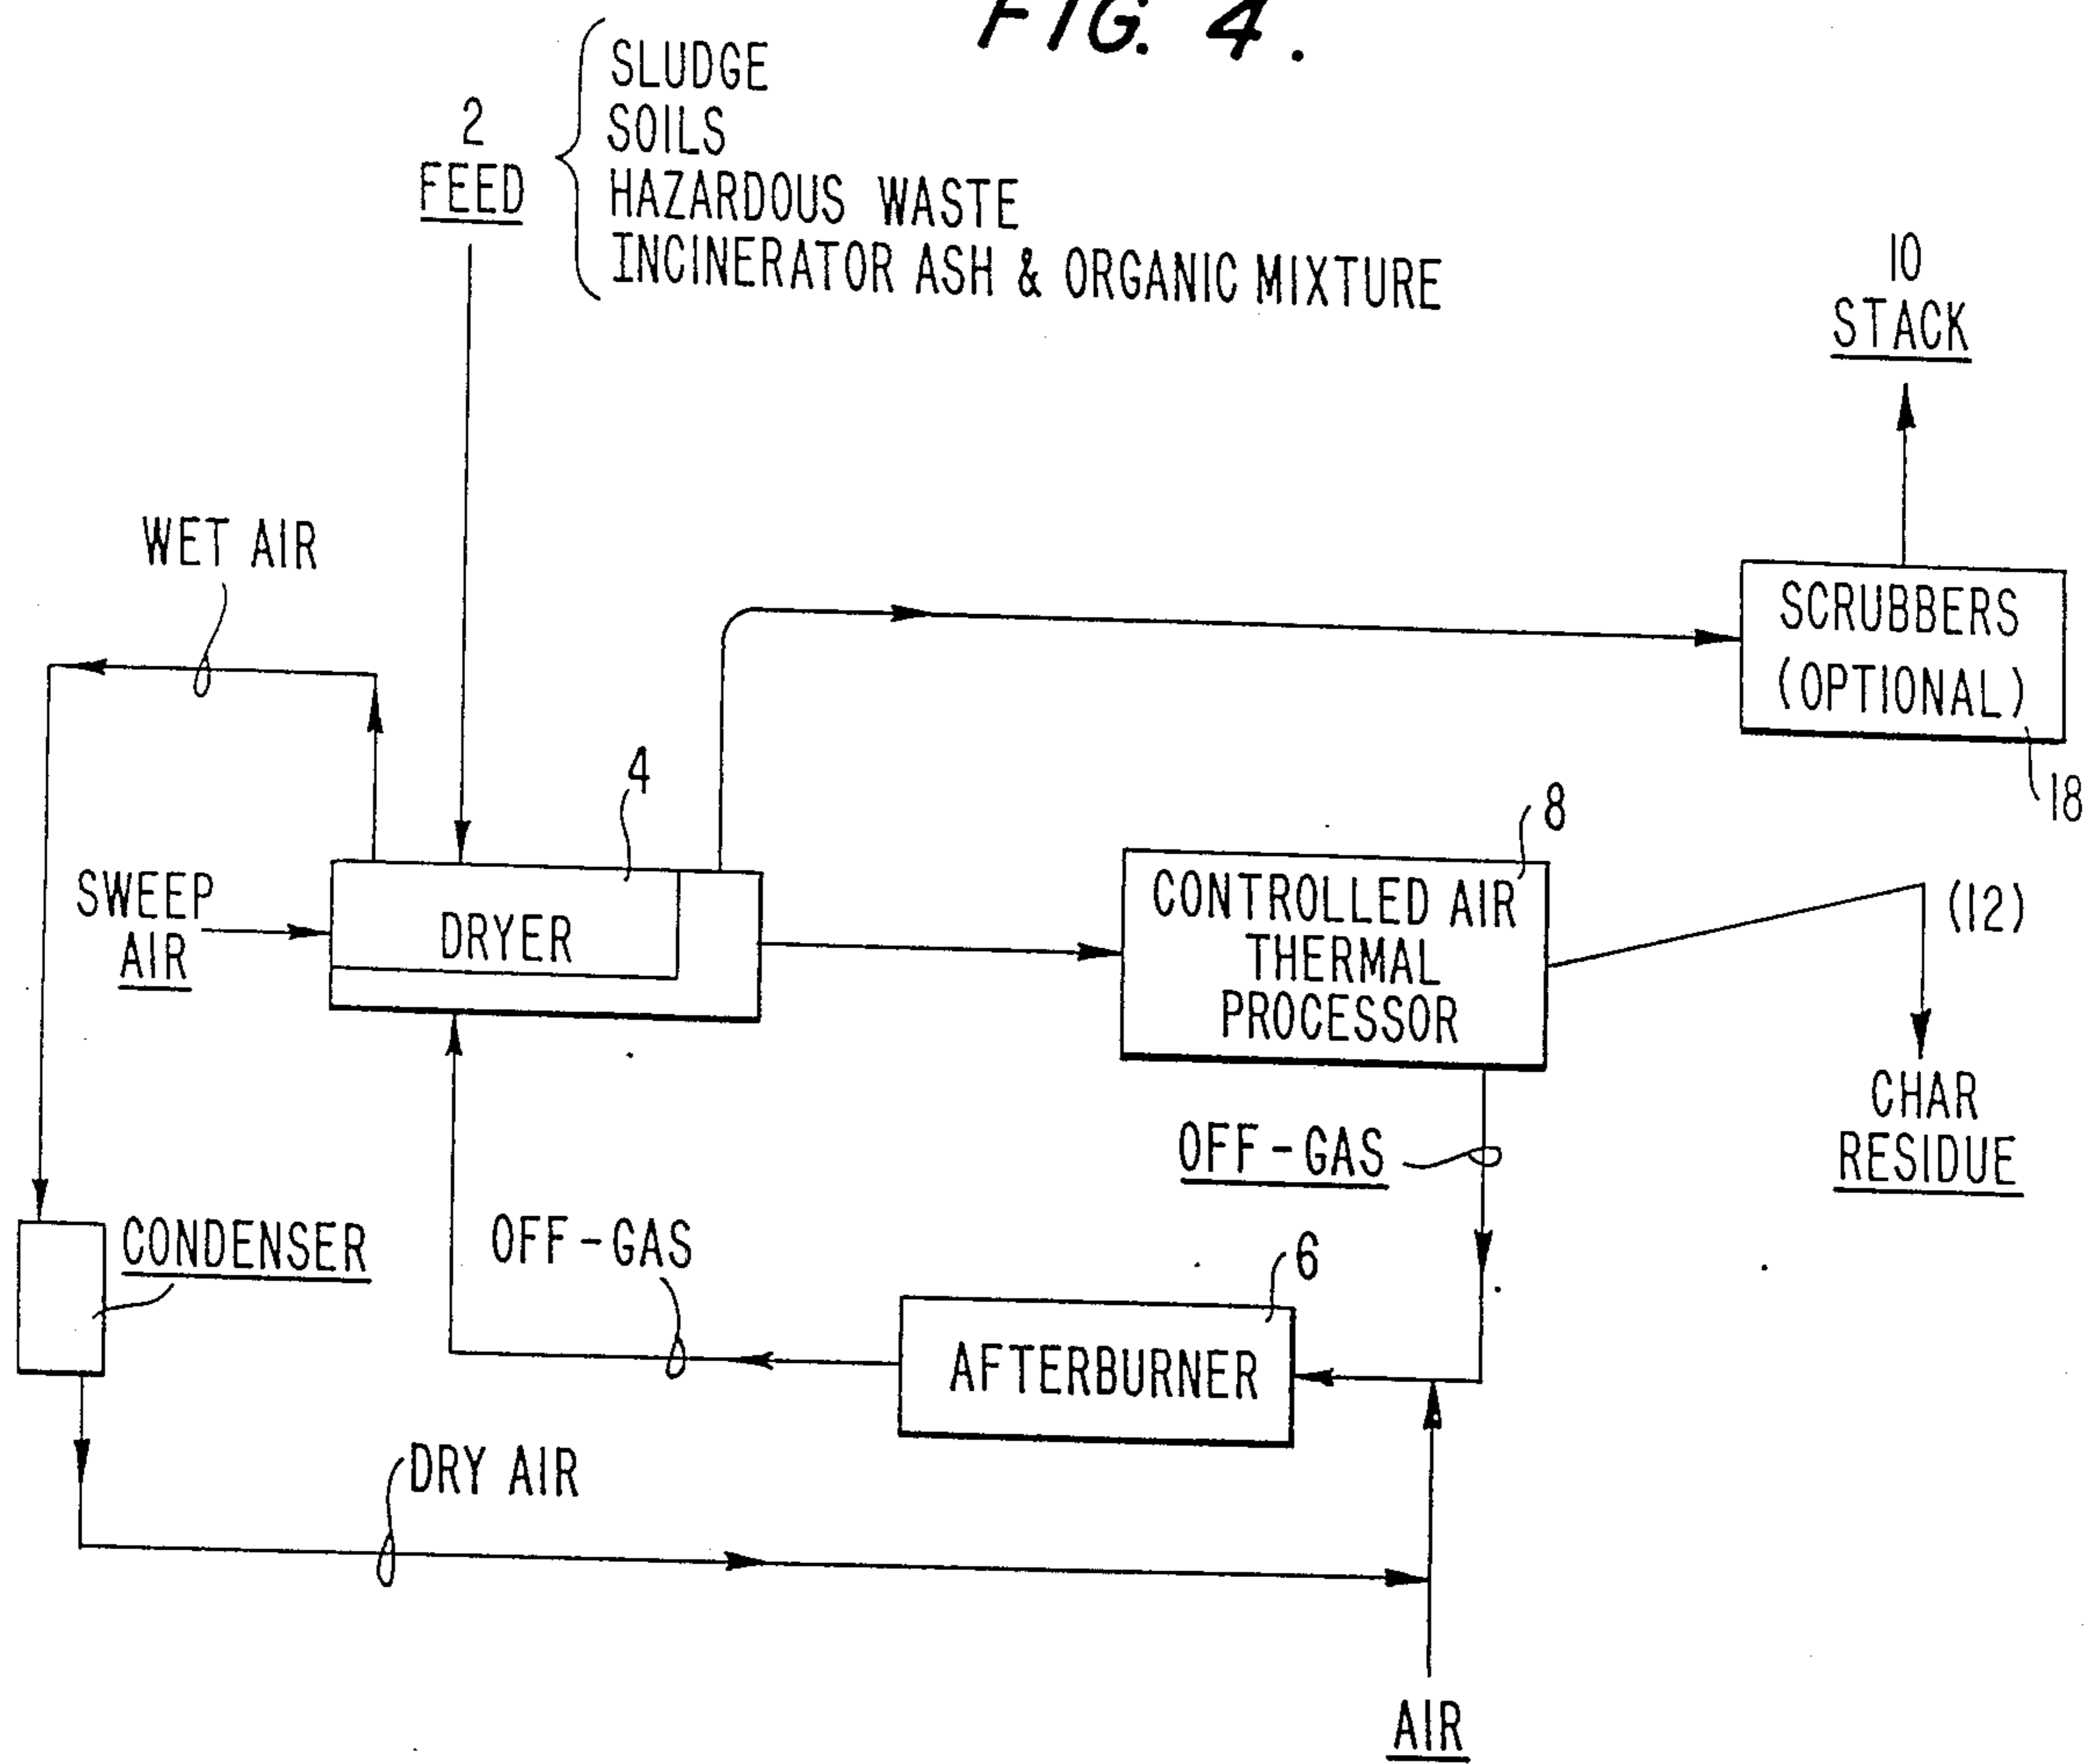 FIG. 4.
2
FEED
SLUDGE
SOILS
HAZARDOUS WASTE
INCINERATOR ASH & ORGANIC MIXTURE
10
STACK
WET AIR
SCRUBBERS
(OPTIONAL)
18
4
8
SWEEP
AIR
DRYER
CONTROLLED AIR
THERMAL
PROCESSOR
(12)
CHAR
RESIDUE
OFF-GAS
CONDENSER
OFF-GAS
6
AFTERBURNER
DRY AIR
AIR